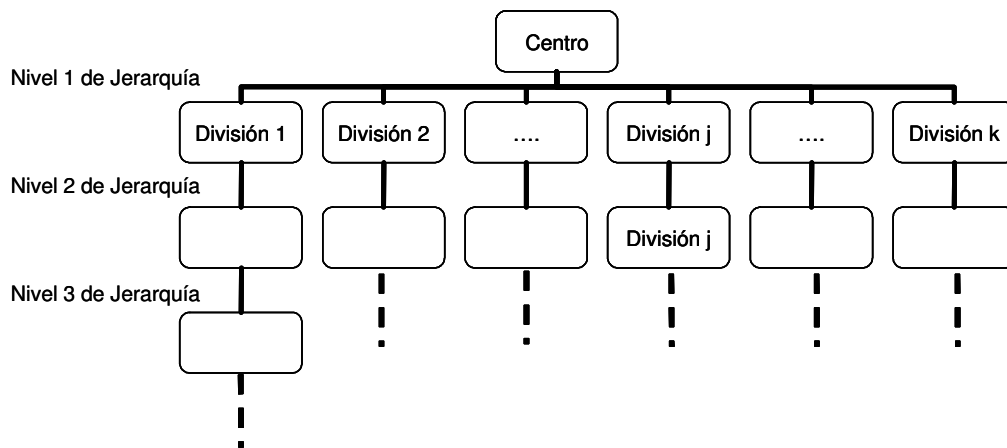 Centro
Nivel 1 de Jerarquía
División 1
División 2
....
División j
....
División k
Nivel 2 de Jerarquía
División j
Nivel 3 de Jerarquía